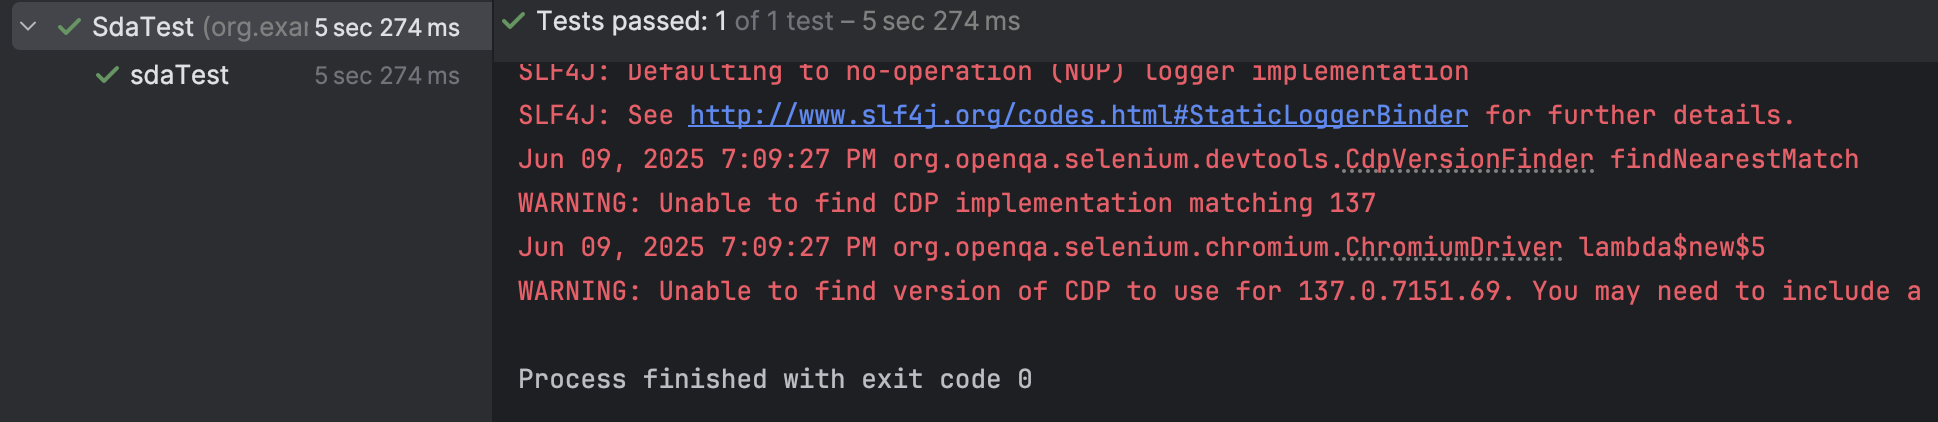 SdaTest (org.exai 5 sec 274 ms
sdaTest 5 sec 274 ms
Tests passed: 1 of 1 test – 5 sec 274 ms
SLF4J: Defaulting to no-operation (NOP) logger implementation
SLF4J: See http://www.slf4j.org/codes.html#StaticLoggerBinder for further details.
Jun 09, 2025 7:09:27 PM org.openqa.selenium.devtools.CdpVersionFinder findNearestMatch
WARNING: Unable to find CDP implementation matching 137
Jun 09, 2025 7:09:27 PM org.openqa.selenium.chromium.ChromiumDriver lambda$new$5
WARNING: Unable to find version of CDP to use for 137.0.7151.69. You may need to include a
Process finished with exit code 0